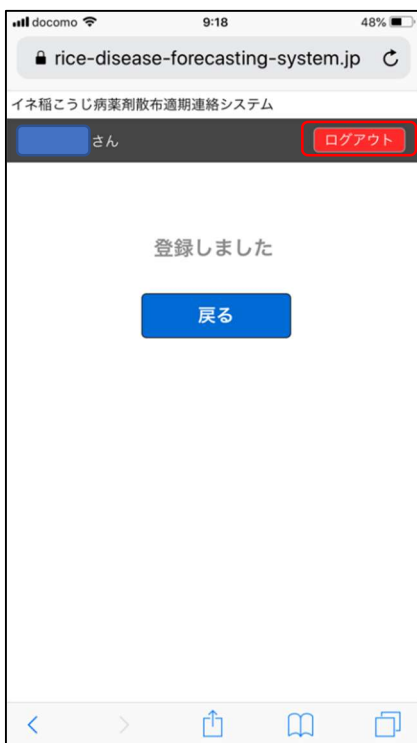 docomo 9:18 48%
rice-disease-forecasting-system.jp
イネ稲こうじ病薬剤散布適期連絡システム
さん ログアウト
登録しました
戻る